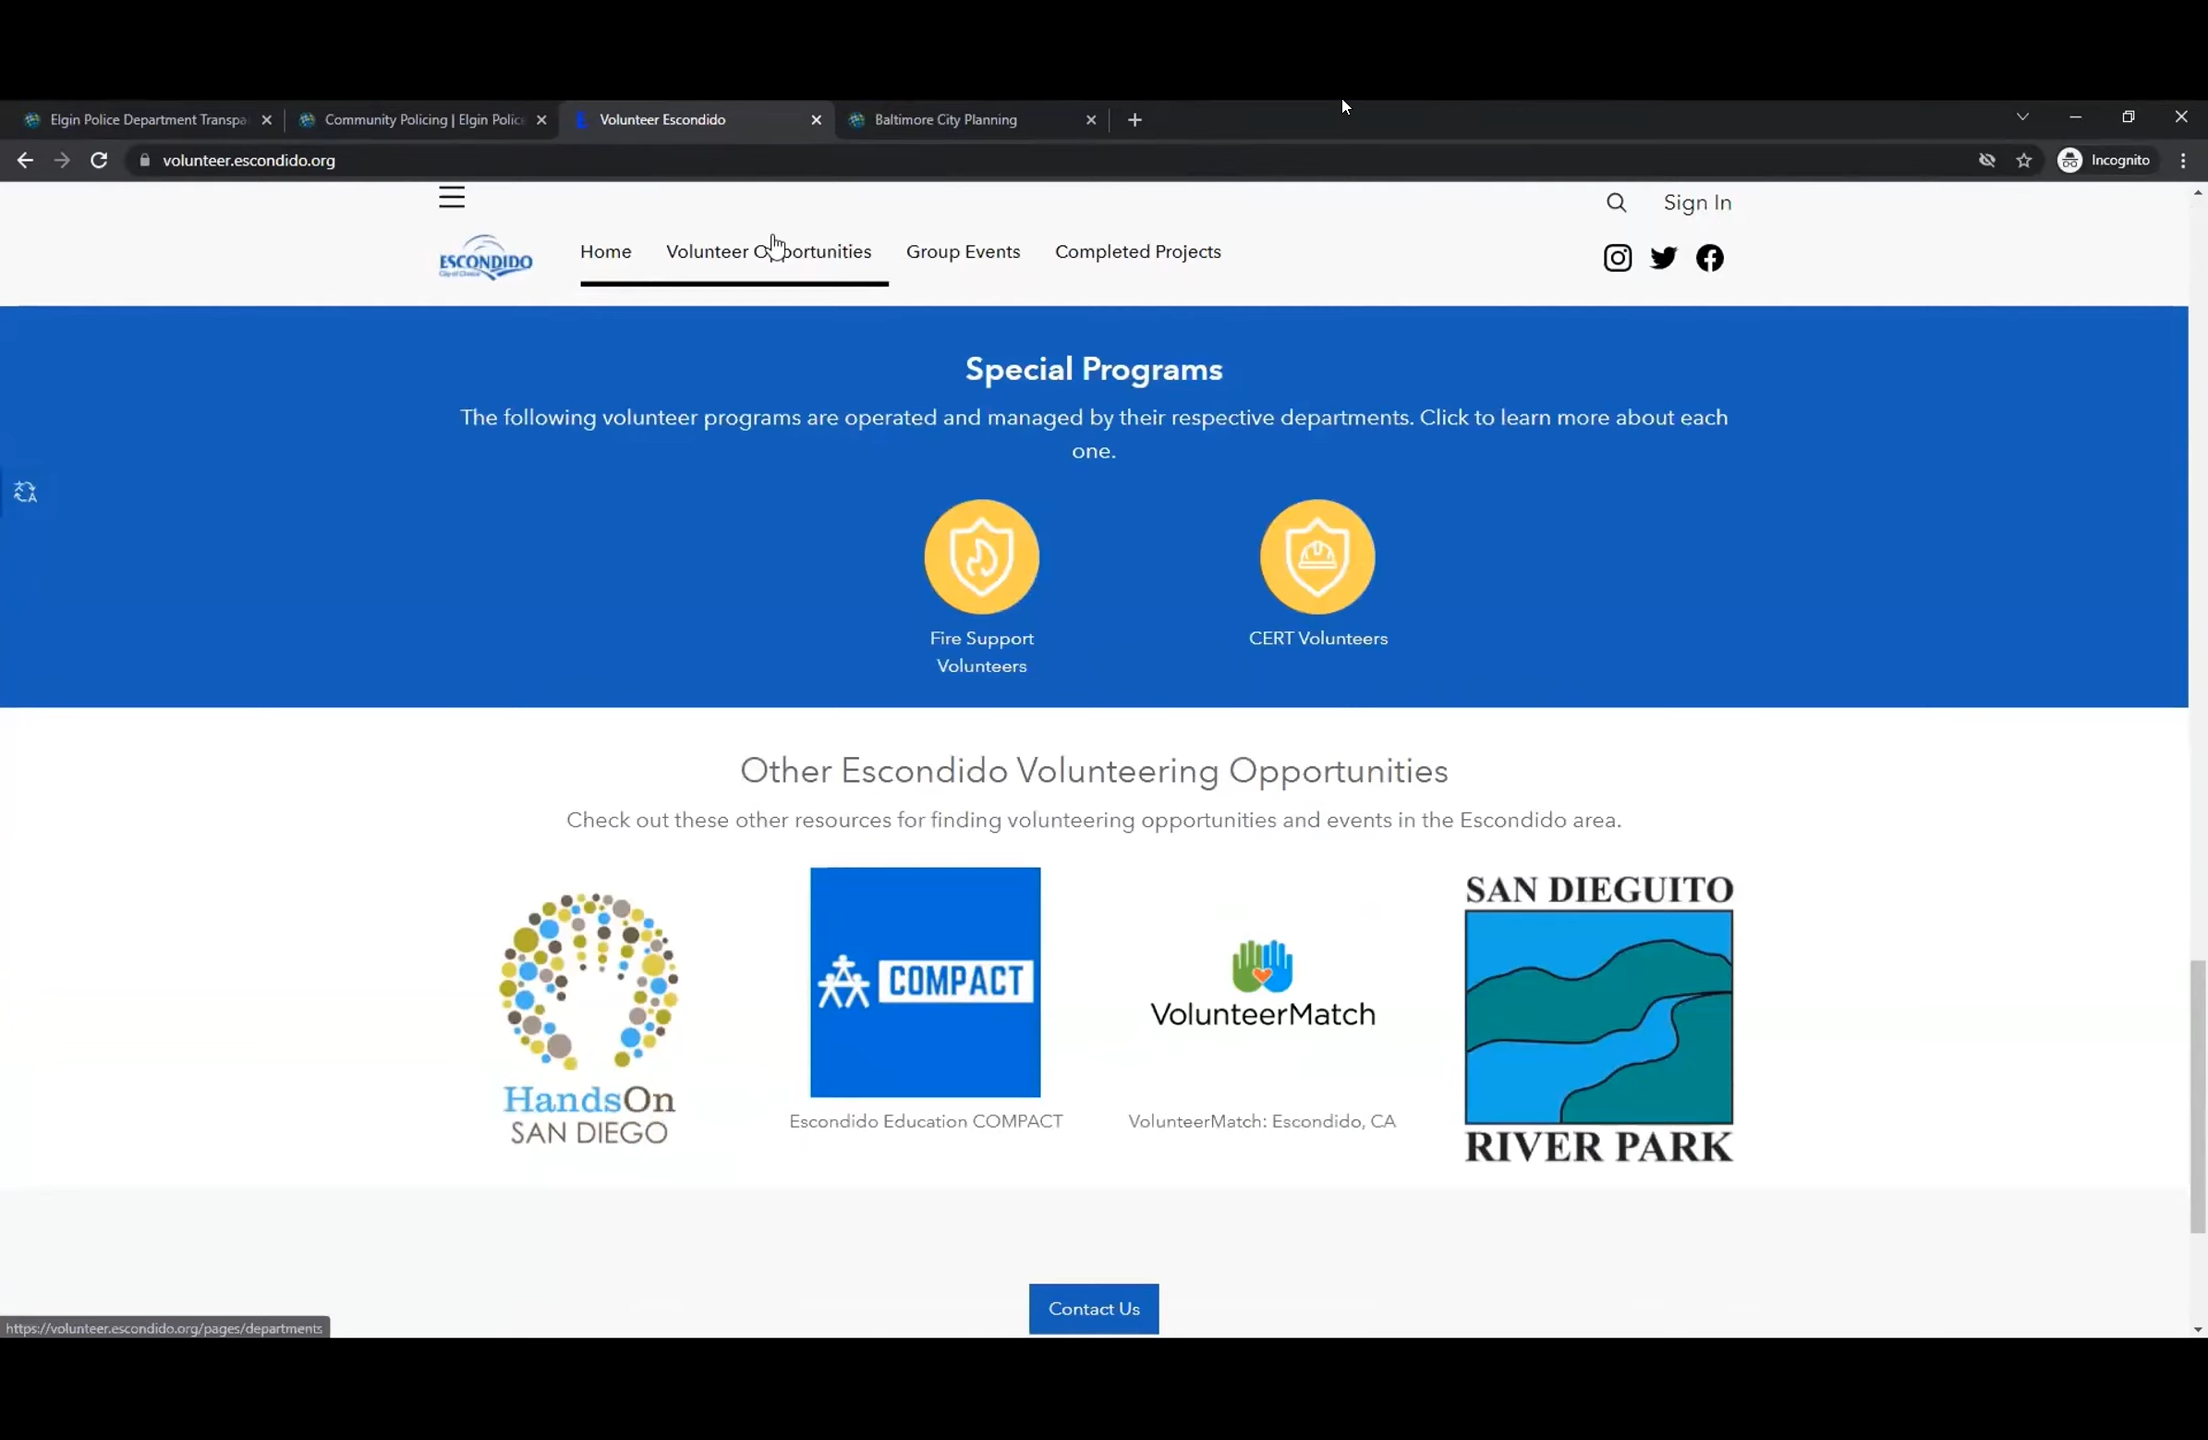 Elgin Police Department Transpa
Community Policing | Elgin Polic
Volunteer Escondido
Baltimore City Planning
volunteer.escondido.org
Incognito
Sign In
ESCONDIDO
City of Choice
Home
Volunteer Opportunities
Group Events
Completed Projects
Special Programs
The following volunteer programs are operated and managed by their respective departments. Click to learn more about each
one.
Fire Support
Volunteers
CERT Volunteers
Other Escondido Volunteering Opportunities
Check out these other resources for finding volunteering opportunities and events in the Escondido area.
HandsOn
SAN DIEGO
COMPACT
Escondido Education COMPACT
VolunteerMatch
VolunteerMatch: Escondido, CA
SAN DIEGUITO
RIVER PARK
Contact Us
https://volunteer.escondido.org/pages/departments